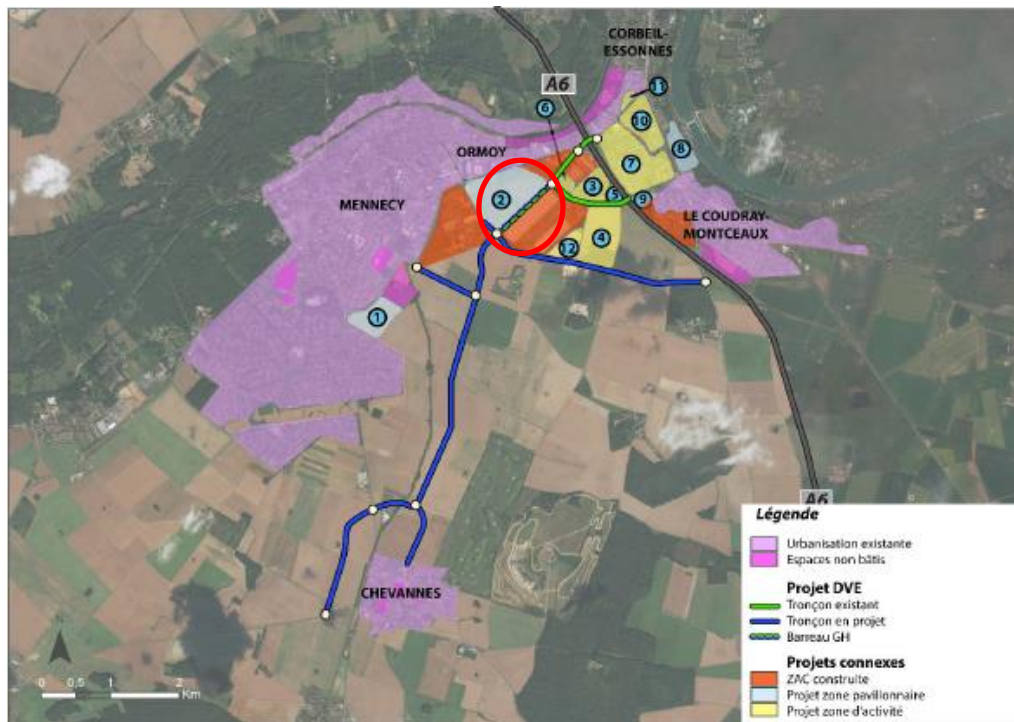 CORBEIL-
ESSONNES
A6
11
6
10
ORMOY
7
8
3
MENNECY
2
5
9
LE COUDRAY-
MONTCEAUX
4
12
1
A6
CHEVANNES
N
0 0,5 1 2
Km
Légende
Urbanisation existante
Espaces non bâtis
Projet DVE
Tronçon existant
Tronçon en projet
Barreau GH
Projets connexes
ZAC construite
Projet zone pavillonnaire
Projet zone d'activité